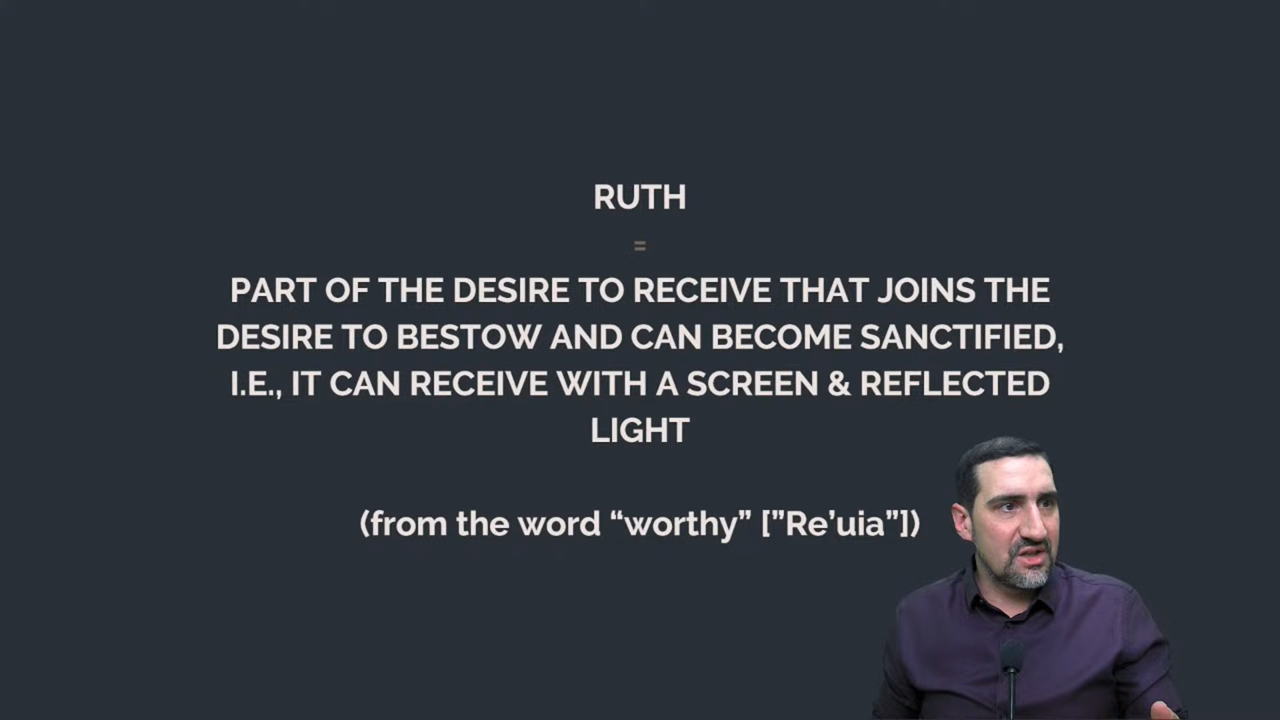 RUTH
=
PART OF THE DESIRE TO RECEIVE THAT JOINS THE
DESIRE TO BESTOW AND CAN BECOME SANCTIFIED,
I.E., IT CAN RECEIVE WITH A SCREEN & REFLECTED
LIGHT
(from the word “worthy” [”Re’uia”])